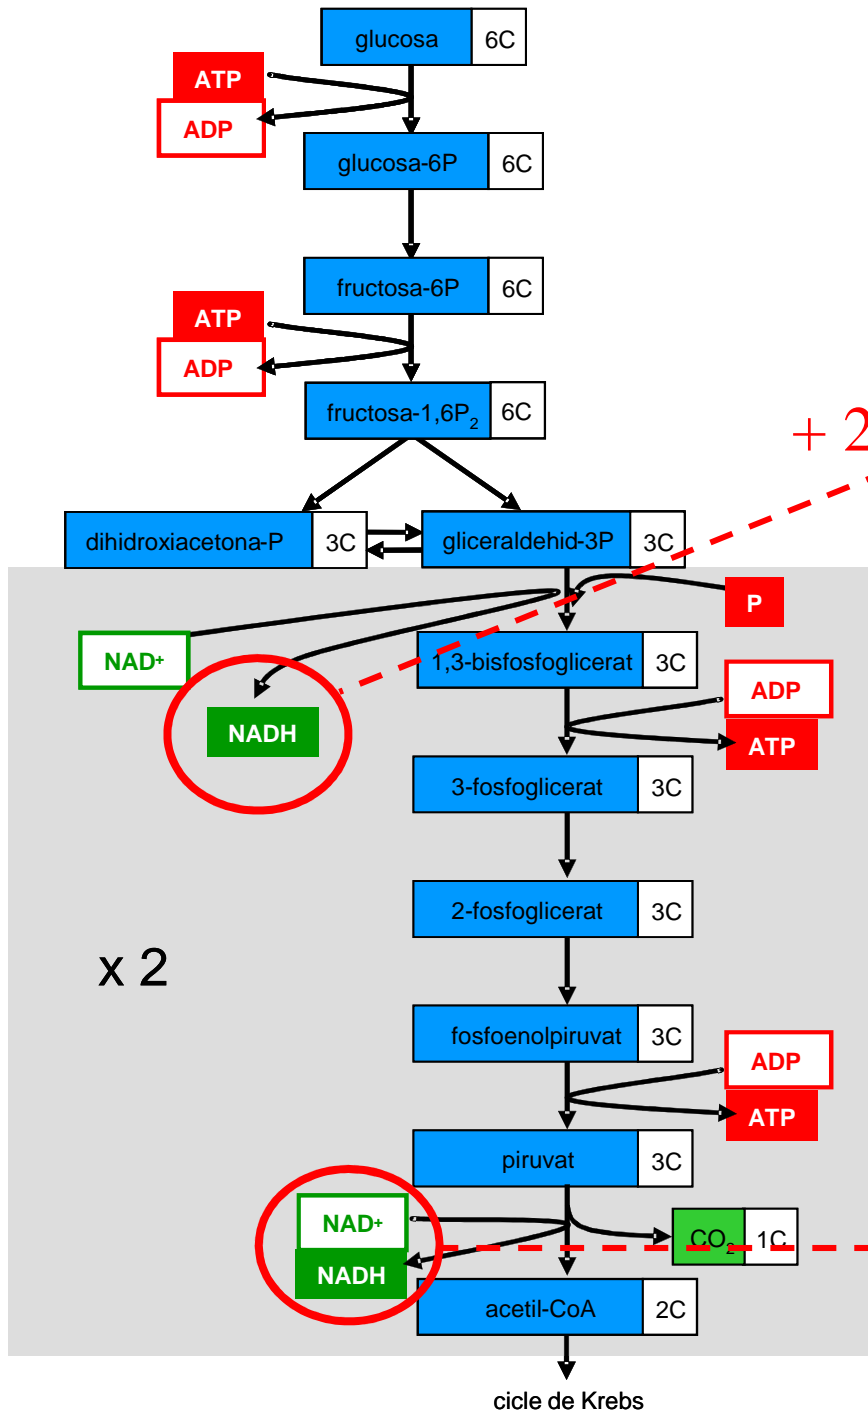 glucosa 6C
ATP
ADP
glucosa-6P 6C
fructosa-6P 6C
ATP
ADP
fructosa-1,6P₂ 6C
+ 2
dihidroxiacetona-P 3C gliceraldehid-3P 3C
P
NAD⁺
1,3-bisfosfoglicerat 3C
ADP
NADH
ATP
3-fosfoglicerat 3C
2-fosfoglicerat 3C
x 2
fosfoenolpiruvat 3C
ADP
ATP
piruvat 3C
NAD⁺
CO₂ 1C
NADH
acetil-CoA 2C
cicle de Krebs